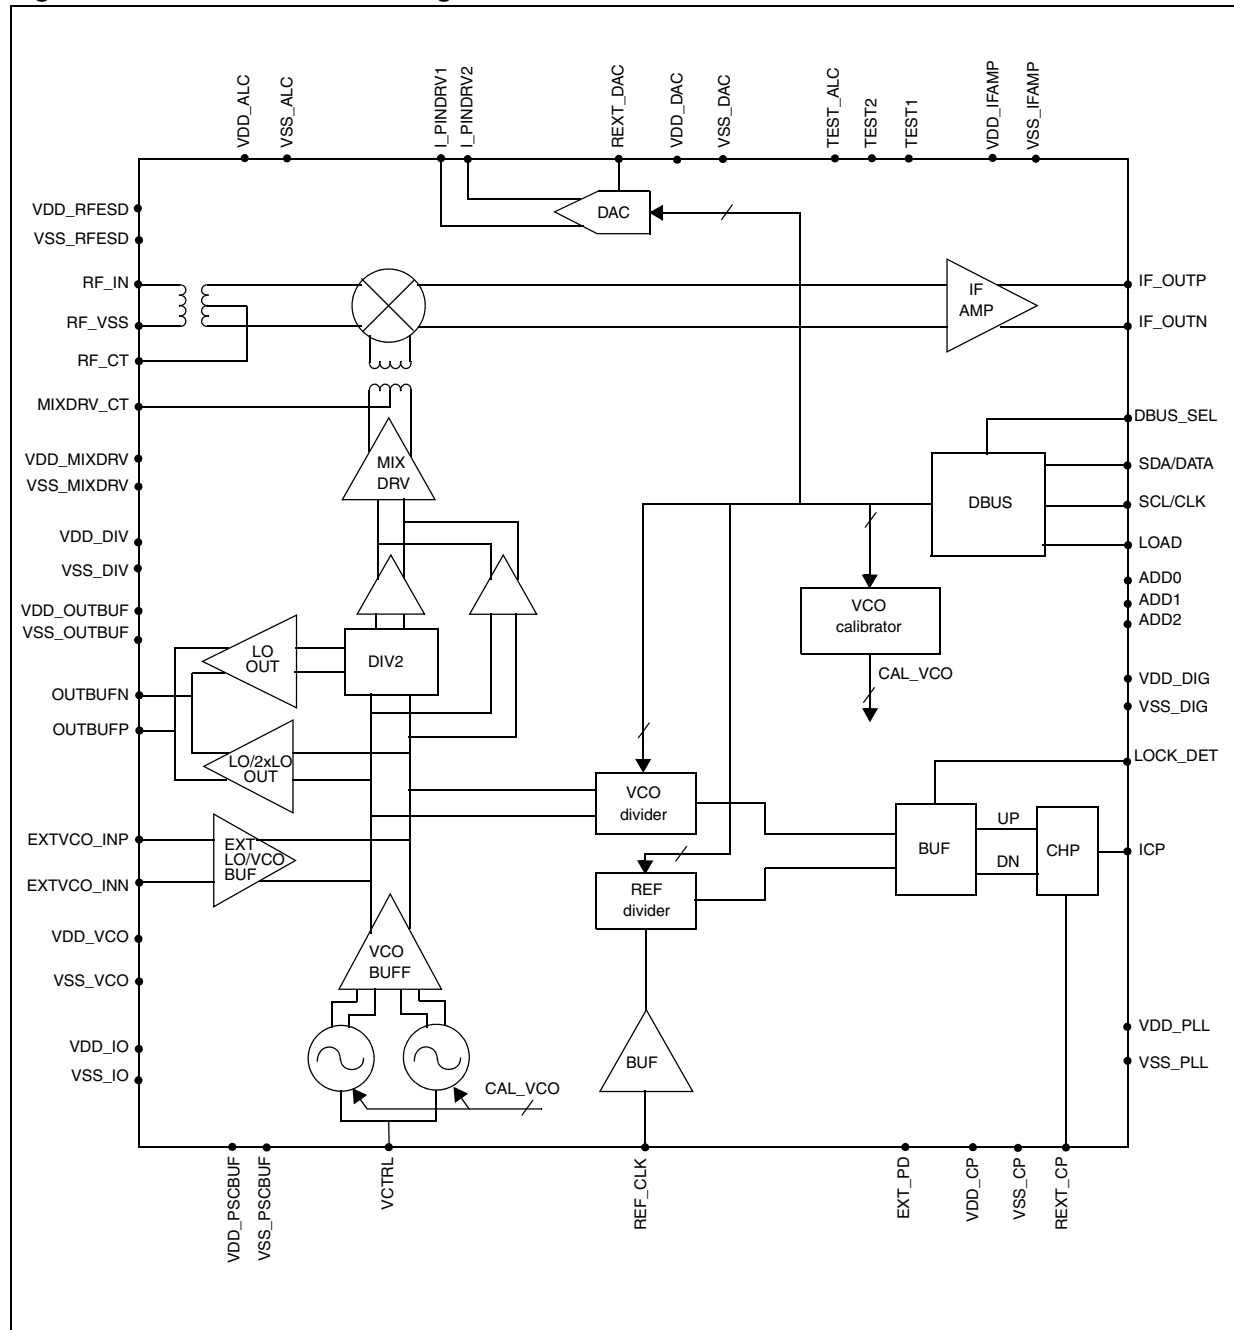 VDD_ALC
VSS_ALC
I_PINDRV1
I_PINDRV2
REXT_DAC
VDD_DAC
VSS_DAC
TEST_ALC
TEST2
TEST1
VDD_IFAMP
VSS_IFAMP
VDD_RFESD
VSS_RFESD
RF_IN
RF_VSS
RF_CT
MIXDRV_CT
VDD_MIXDRV
VSS_MIXDRV
VDD_DIV
VSS_DIV
VDD_OUTBUF
VSS_OUTBUF
OUTBUFN
OUTBUFP
EXTVCO_INP
EXTVCO_INN
VDD_VCO
VSS_VCO
VDD_IO
VSS_IO
DAC
IF
AMP
MIX
DRV
LO
OUT
DIV2
LO/2xLO
OUT
EXT
LO/VCO
BUF
VCO
BUFF
CAL_VCO
DBUS
VCO
calibrator
CAL_VCO
VCO
divider
REF
divider
BUF
BUF
UP
DN
CHP
IF_OUTP
IF_OUTN
DBUS_SEL
SDA/DATA
SCL/CLK
LOAD
ADD0
ADD1
ADD2
VDD_DIG
VSS_DIG
LOCK_DET
ICP
VDD_PLL
VSS_PLL
VDD_PSCBUF
VSS_PSCBUF
VCTRL
REF_CLK
EXT_PD
VDD_CP
VSS_CP
REXT_CP